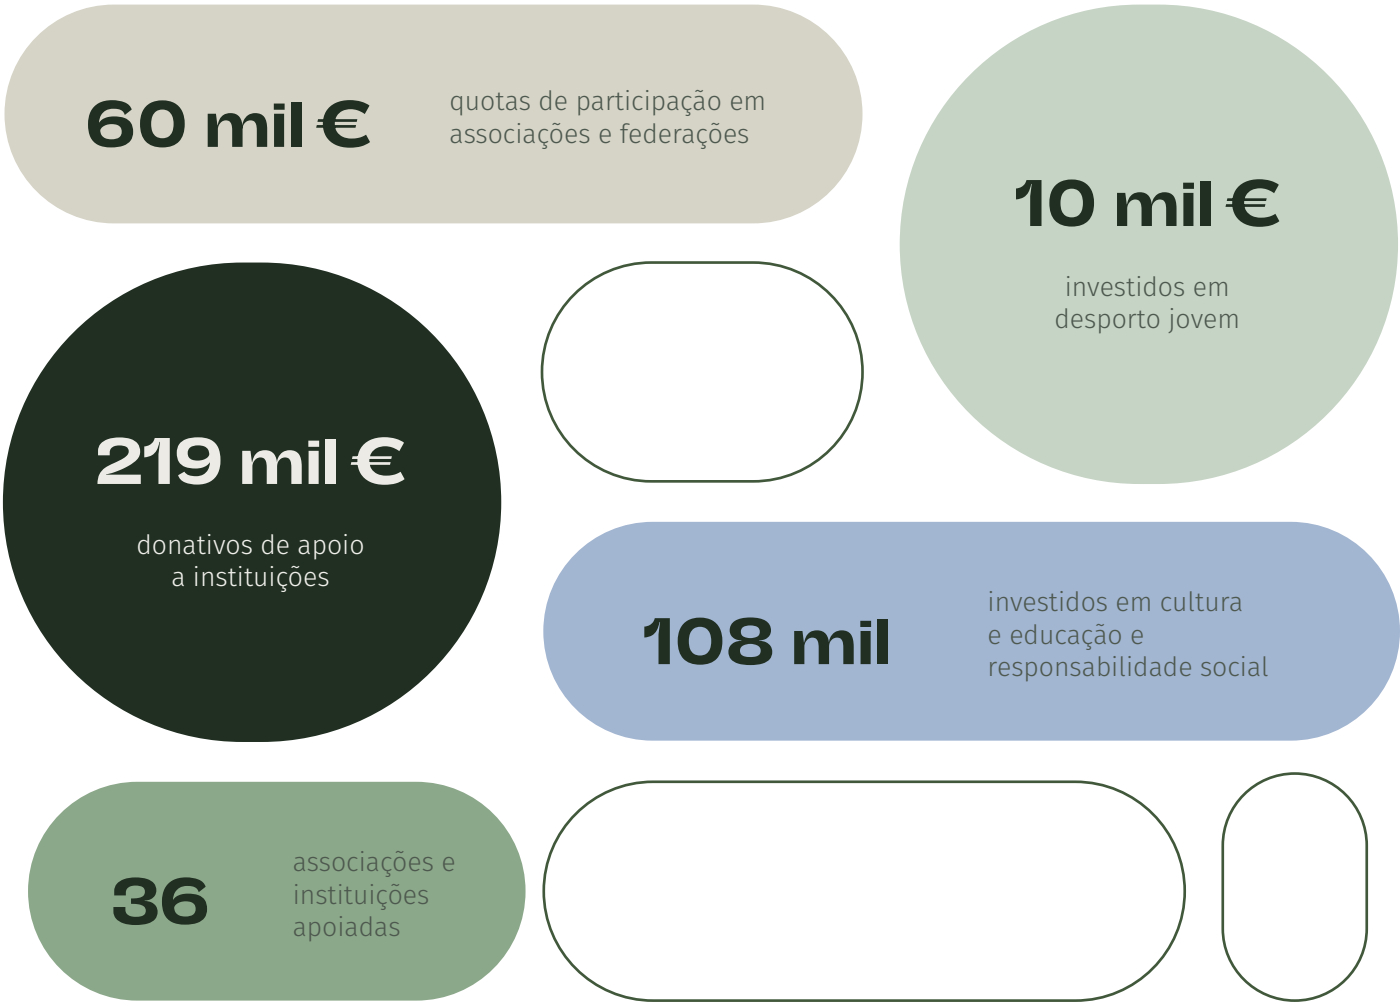 60 mil €
quotas de participação em
associações e federações
10 mil €
investidos em
desporto jovem
219 mil €
donativos de apoio
a instituições
108 mil
investidos em cultura
e educação e
responsabilidade social
36
associações e
instituições
apoiadas